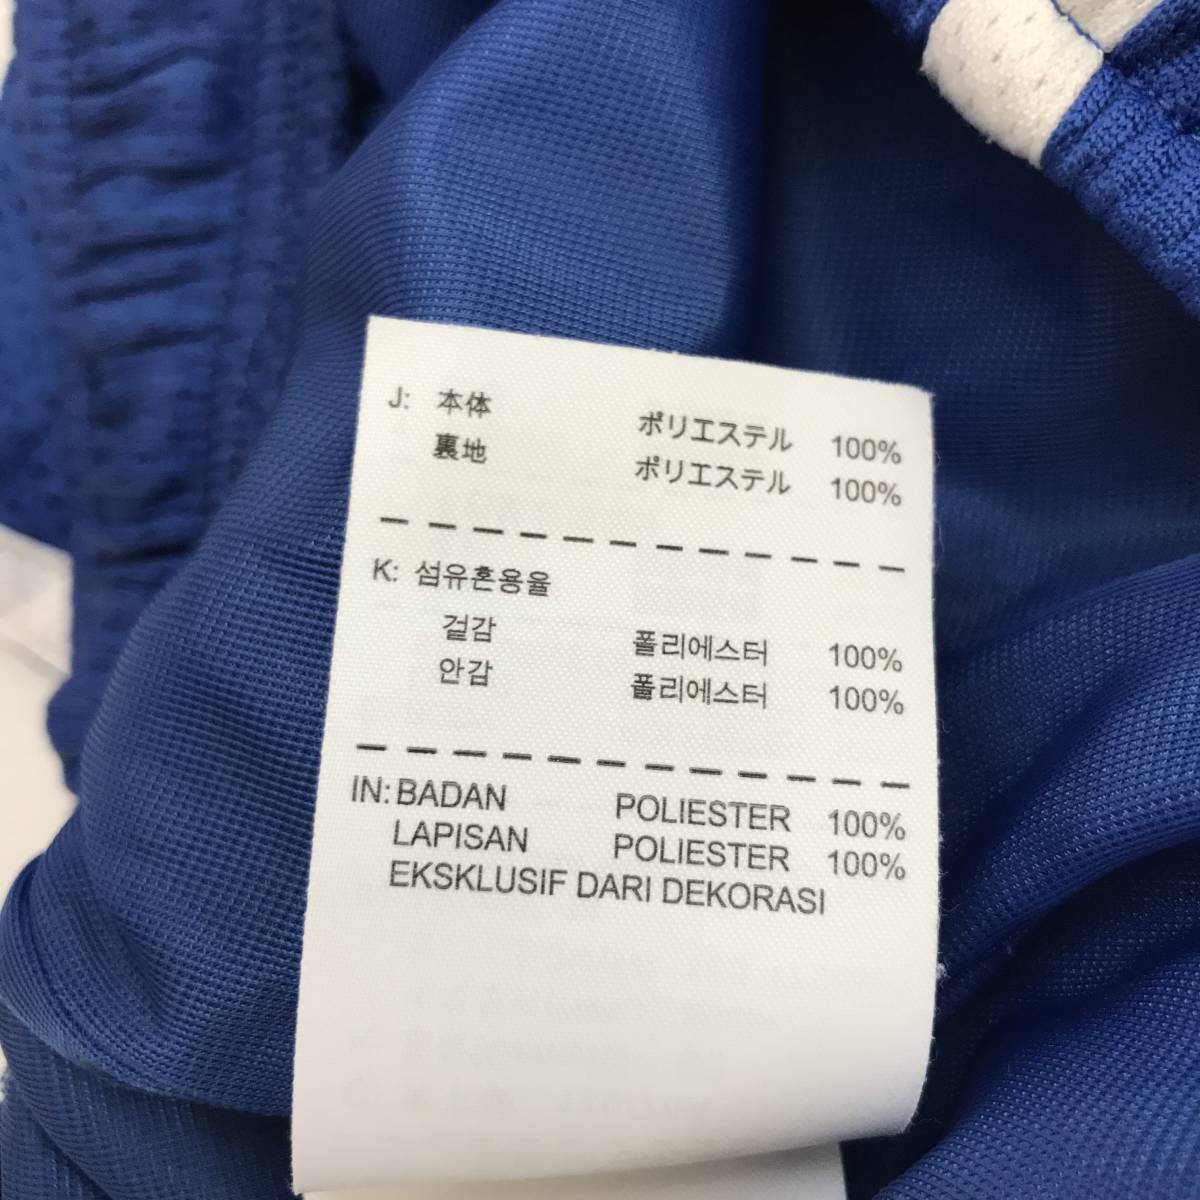 J: 本体 ポリエステル 100%
裏地 ポリエステル 100%
K: 섬유혼용율
겉감 폴리에스터 100%
안감 폴리에스터 100%
IN: BADAN POLIESTER 100%
LAPISAN POLIESTER 100%
EKSKLUSIF DARI DEKORASI